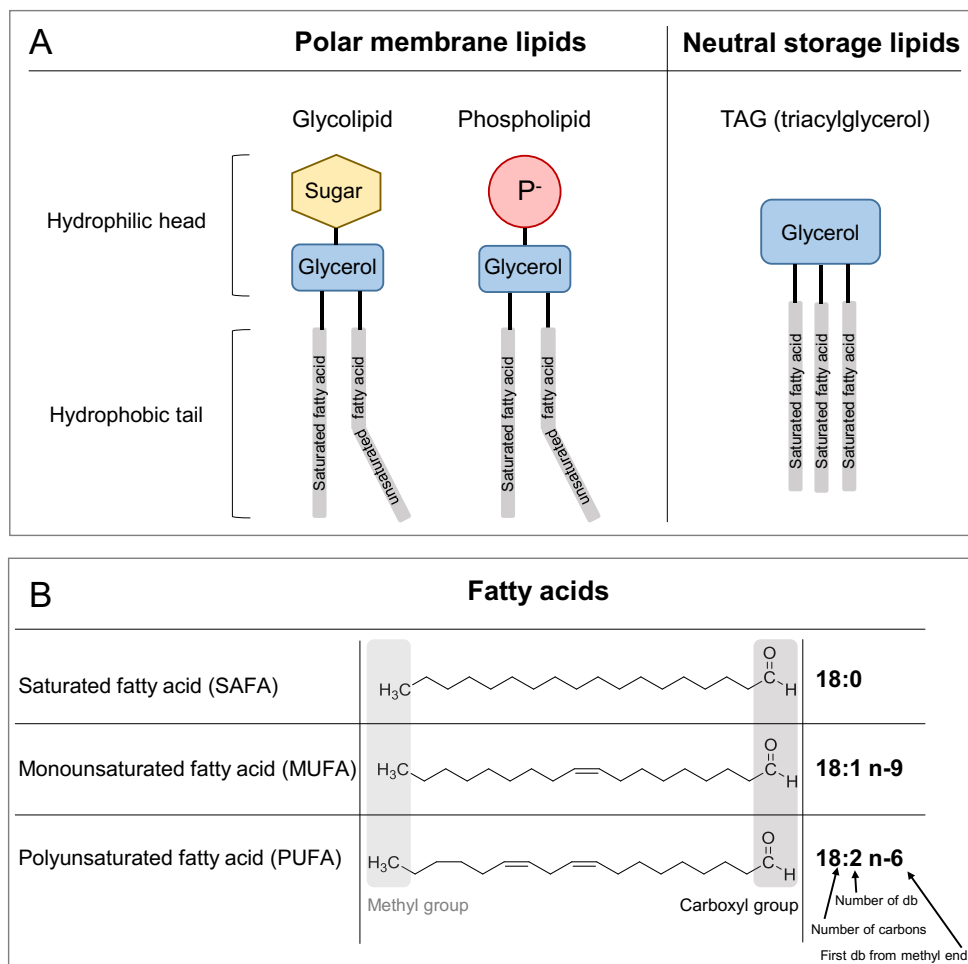 A
Polar membrane lipids
Neutral storage lipids
Glycolipid
Phospholipid
TAG (triacylglycerol)
Hydrophilic head
Sugar
P-
Glycerol
Glycerol
Glycerol
Hydrophobic tail
Saturated fatty acid
unsaturated fatty acid
Saturated fatty acid
unsaturated fatty acid
Saturated fatty acid
Saturated fatty acid
Saturated fatty acid
B
Fatty acids
Saturated fatty acid (SAFA)
H3C
O
C
H
18:0
Monounsaturated fatty acid (MUFA)
H3C
O
C
H
18:1 n-9
Polyunsaturated fatty acid (PUFA)
H3C
O
C
H
18:2 n-6
Methyl group
Carboxyl group
Number of db
Number of carbons
First db from methyl end